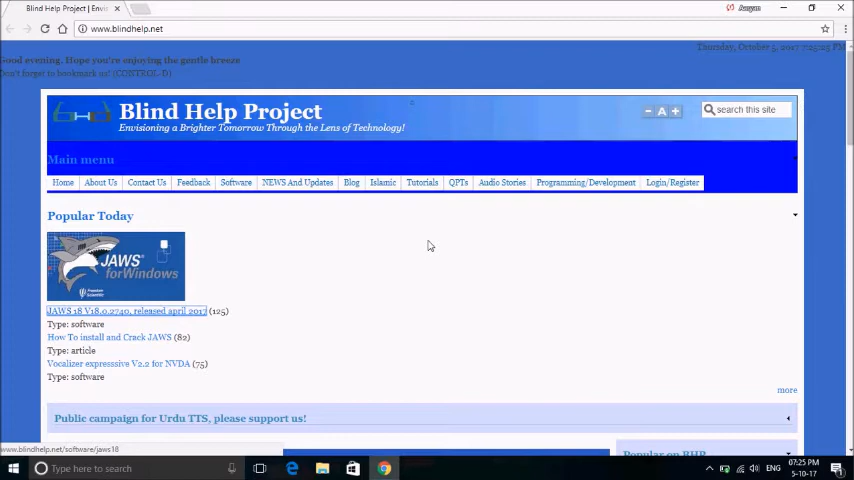 Blind Help Project | Envi
www.blindhelp.net
Thursday, October 5, 2017 7:25:23 PM
Good evening. Hope you're enjoying the gentle breeze
Don't forget to bookmark us! (CONTROL-D)
Blind Help Project
Envisioning a Brighter Tomorrow Through the Lens of Technology!
A
search this site
Main menu
Home About Us Contact Us Feedback Software NEWS And Updates Blog Islamic Tutorials QPTs Audio Stories Programming/Development Login/Register
Popular Today
JAWS
for Windows
Freedom
Scientific
JAWS 18 V18.0.2740, released april 2017 (125)
Type: software
How To install and Crack JAWS (82)
Type: article
Vocalizer expresssive V2.2 for NVDA (75)
Type: software
more
Public campaign for Urdu TTS, please support us!
Popular on BHP
www.blindhelp.net/software/jaws18
Type here to search
ENG
07:25 PM
5-10-17